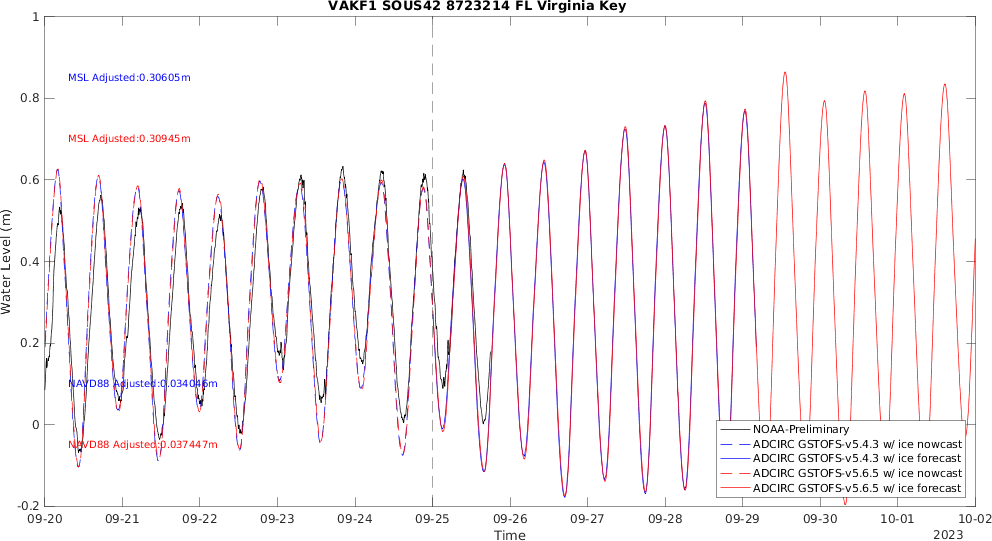 VAKF1 SOUS42 8723214 FL Virginia Key
1
0.8
0.6
0.4
0.2
0
-0.2
Water Level (m)
MSL Adjusted:0.30605m
MSL Adjusted:0.30945m
NAVD88 Adjusted:0.034046m
NAVD88 Adjusted:0.037447m
NOAA-Preliminary
ADCIRC GSTOFS-v5.4.3 w/ ice nowcast
ADCIRC GSTOFS-v5.4.3 w/ ice forecast
ADCIRC GSTOFS-v5.6.5 w/ ice nowcast
ADCIRC GSTOFS-v5.6.5 w/ ice forecast
09-20 09-21 09-22 09-23 09-24 09-25 09-26 09-27 09-28 09-29 09-30 10-01 10-02
Time
2023